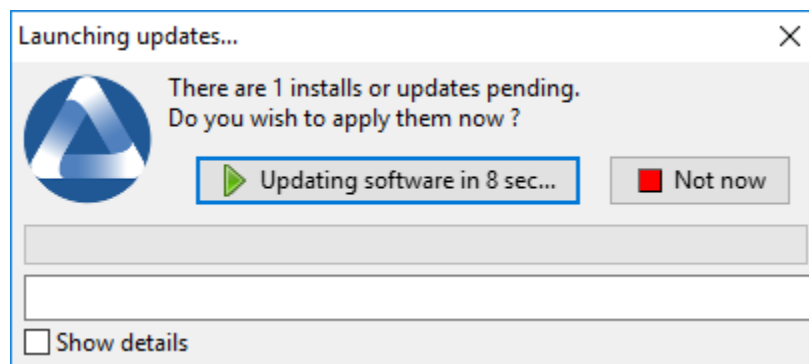 Launching updates...
There are 1 installs or updates pending.
Do you wish to apply them now ?
Updating software in 8 sec...
Not now
Show details